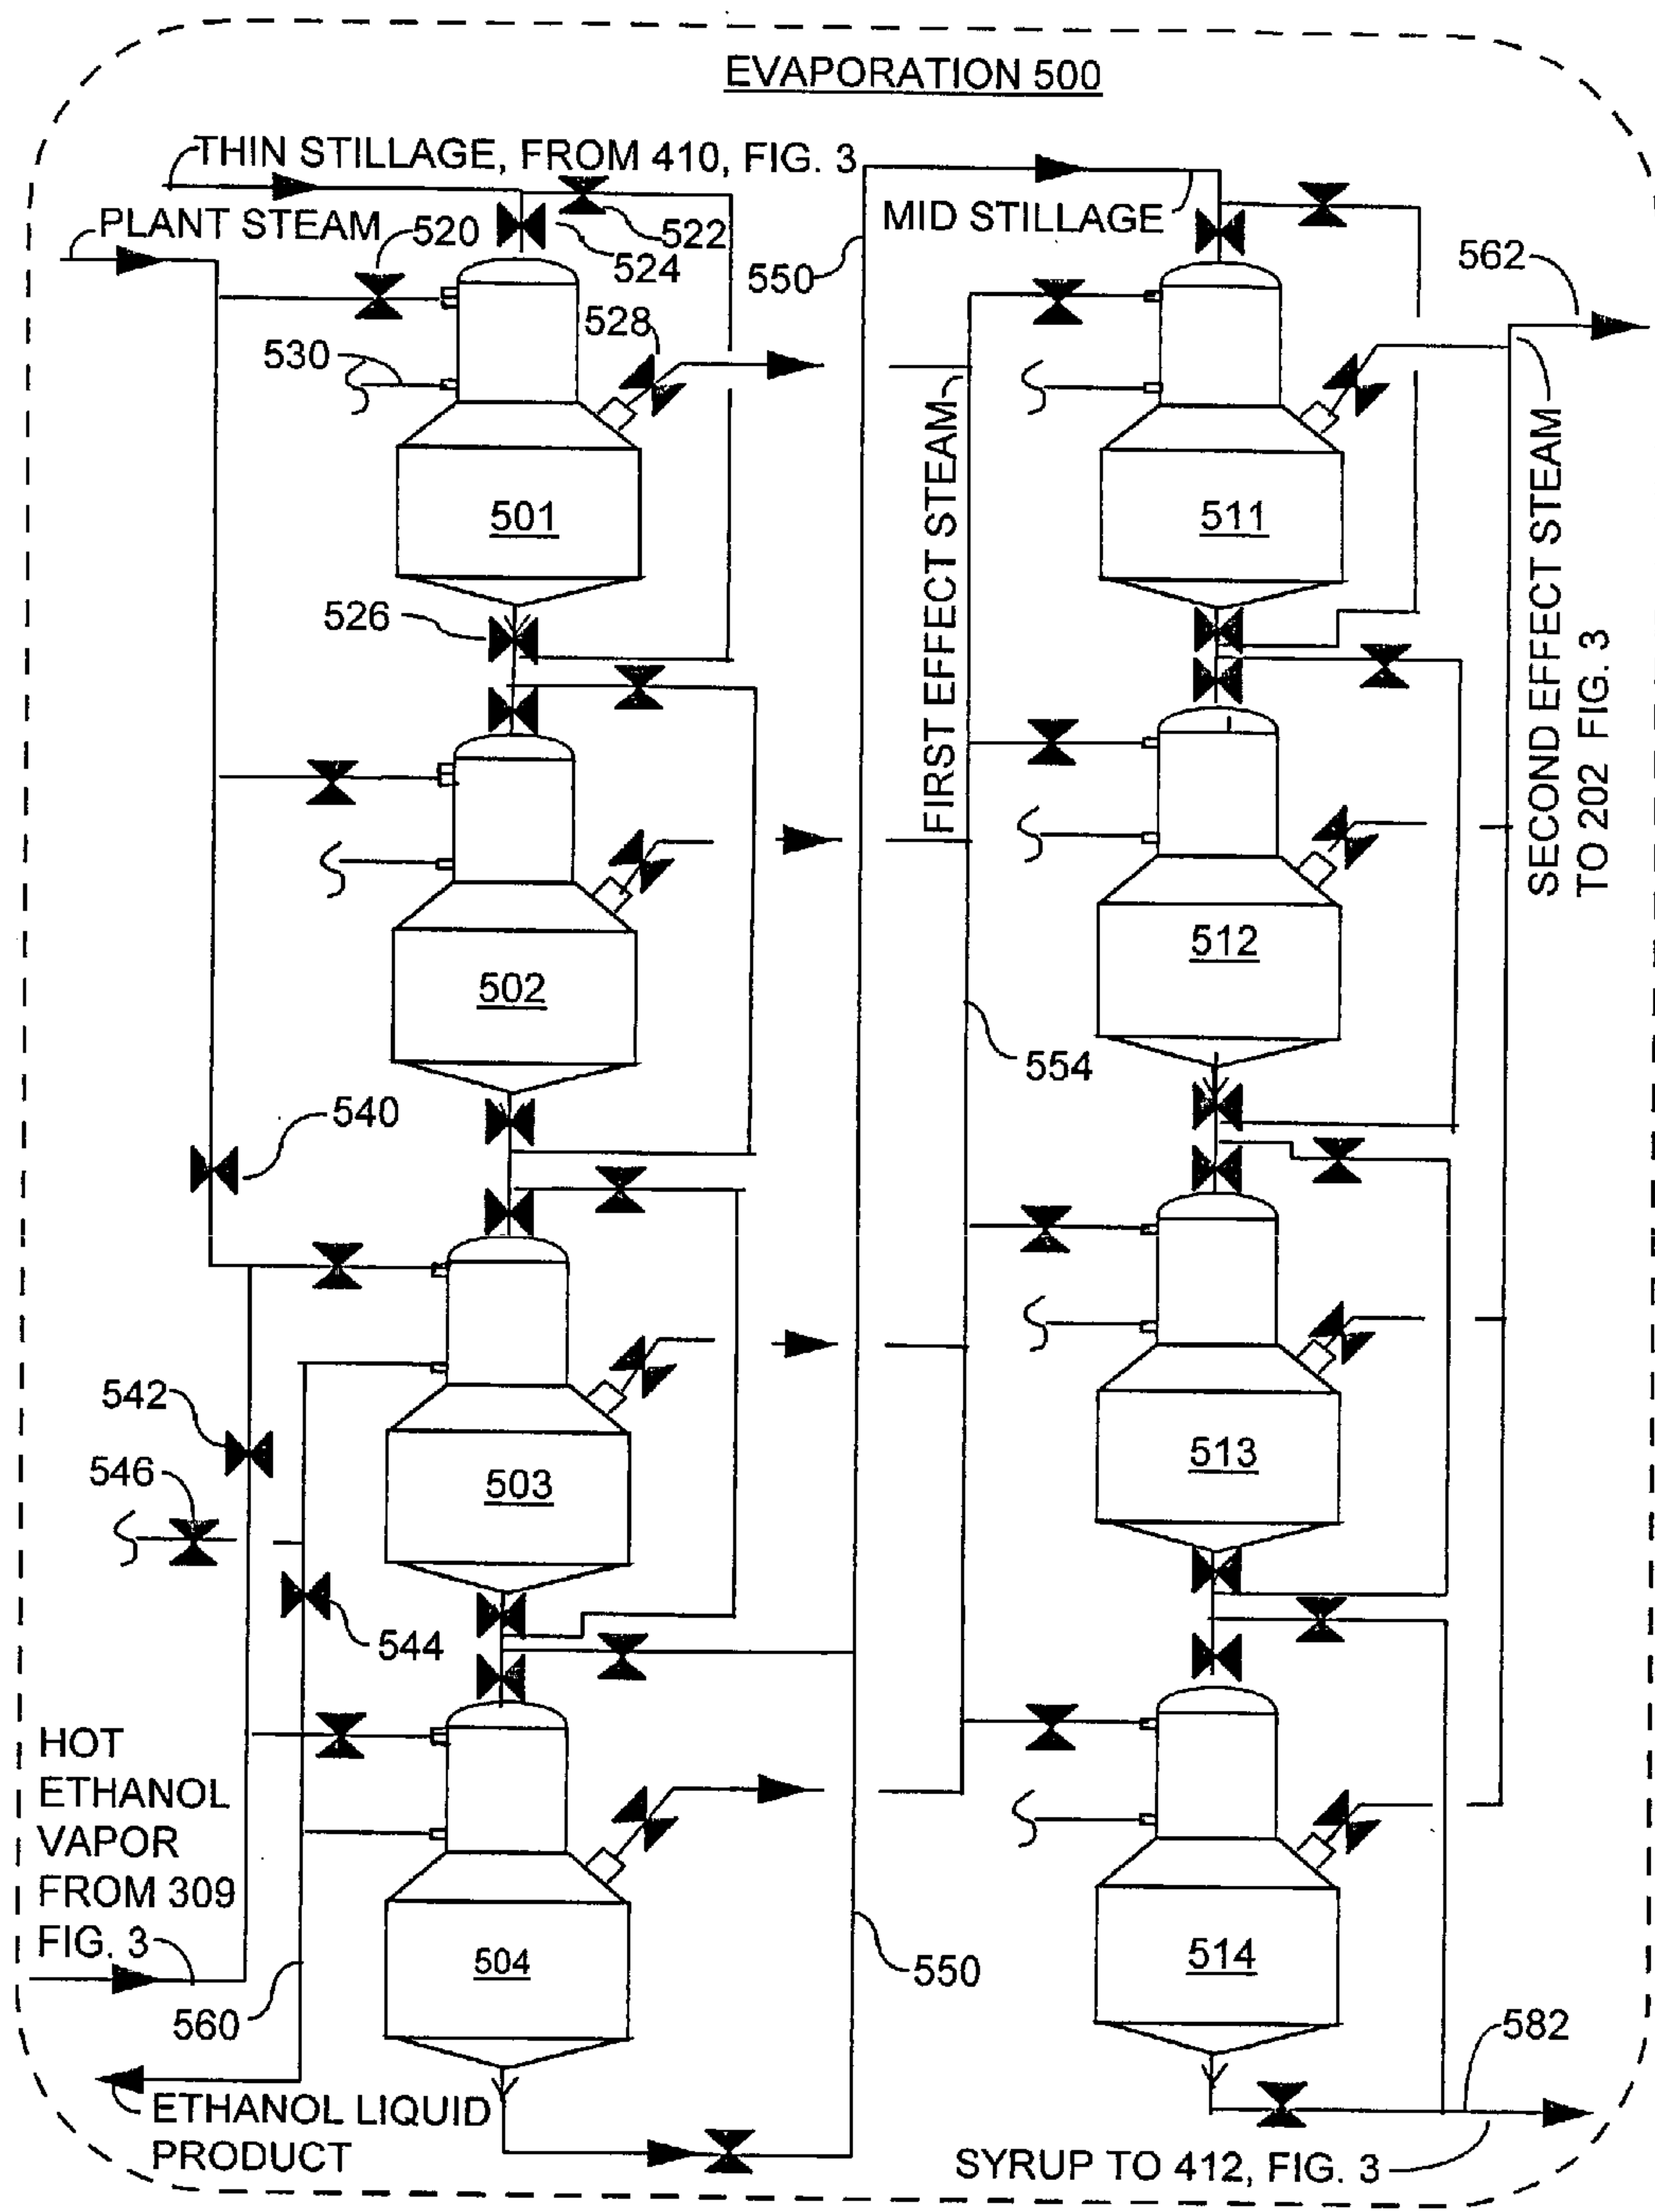 EVAPORATION 500
THIN STILLAGE, FROM 410, FIG. 3
PLANT STEAM
520
522
524
MID STILLAGE
550
562
528
530
501
511
526
FIRST EFFECT STEAM
SECOND EFFECT STEAM
TO 202 FIG. 3
502
512
554
540
542
546
503
513
544
HOT
ETHANOL
VAPOR
FROM 309
FIG. 3
504
514
550
560
582
ETHANOL LIQUID
PRODUCT
SYRUP TO 412, FIG. 3